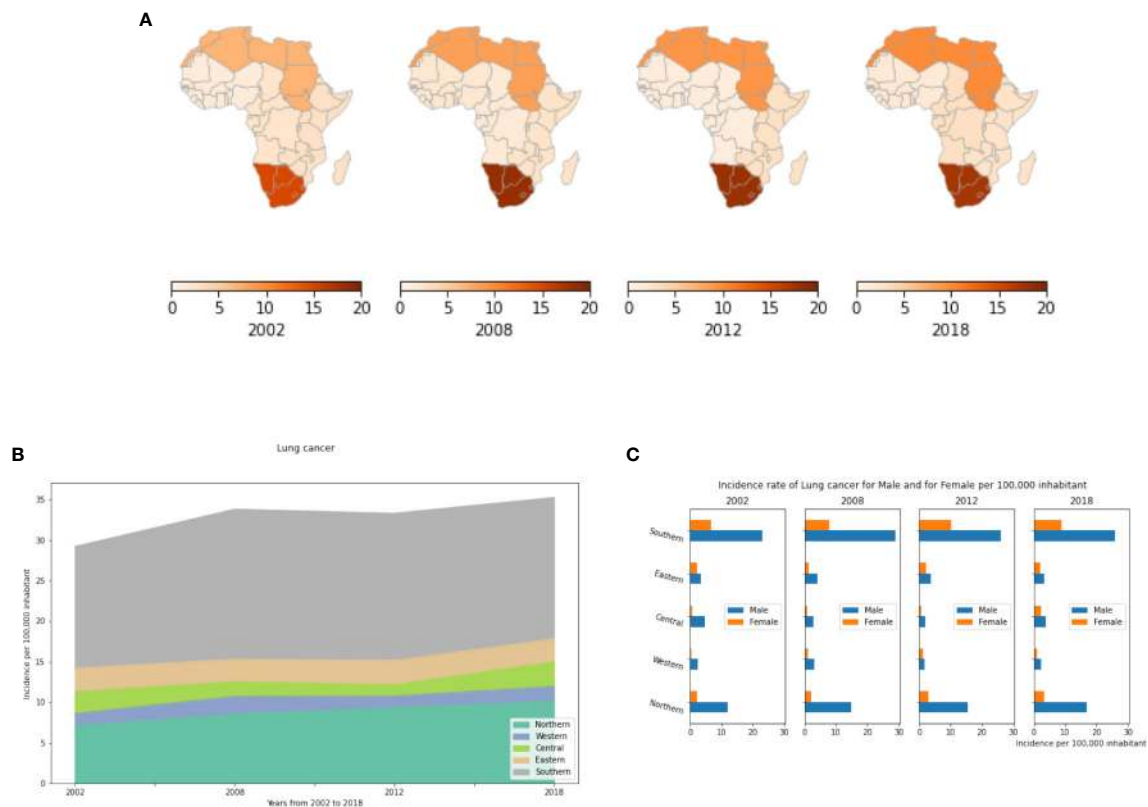 A
0 5 10 15 20
2002
0 5 10 15 20
2008
0 5 10 15 20
2012
0 5 10 15 20
2018
B
Lung cancer
Incidence per 100,000 inhabitant
35
30
25
20
15
10
5
0
Northern
Western
Central
Eastern
Southern
2002 2008 2012 2018
Years from 2002 to 2018
C
Incidence rate of Lung cancer for Male and for Female per 100,000 inhabitant
2002 2008 2012 2018
Southern
Eastern
Central
Western
Northern
Male
Female
Male
Female
Male
Female
Male
Female
0 10 20 30 0 10 20 30 0 10 20 30 0 10 20 30
Incidence per 100,000 inhabitant